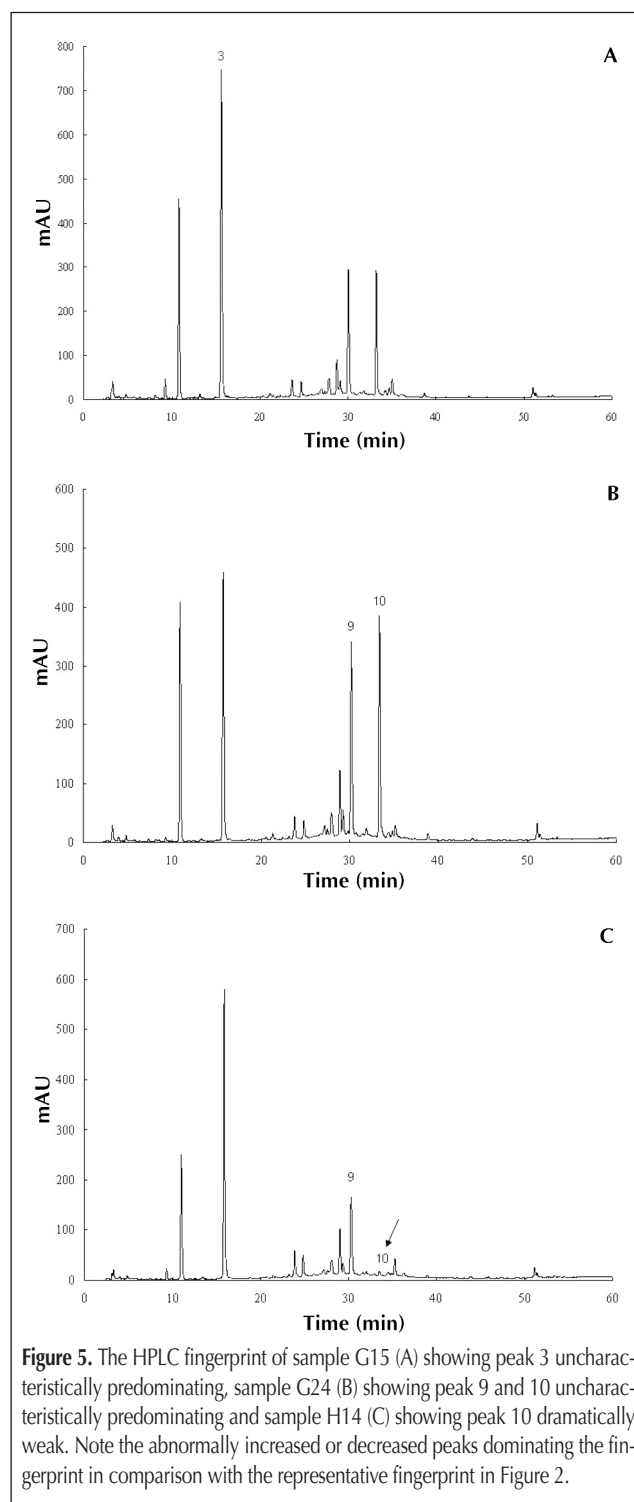 A
3
800
700
600
500
400
300
200
100
0
mAU
0 10 20 30 40 50 60
Time (min)
B
9 10
600
500
400
300
200
100
0
mAU
0 10 20 30 40 50 60
Time (min)
C
9
10
700
600
500
400
300
200
100
0
mAU
0 10 20 30 40 50 60
Time (min)
Figure 5. The HPLC fingerprint of sample G15 (A) showing peak 3 uncharac-
teristically predominating, sample G24 (B) showing peak 9 and 10 uncharac-
teristically predominating and sample H14 (C) showing peak 10 dramatically
weak. Note the abnormally increased or decreased peaks dominating the fin-
gerprint in comparison with the representative fingerprint in Figure 2.